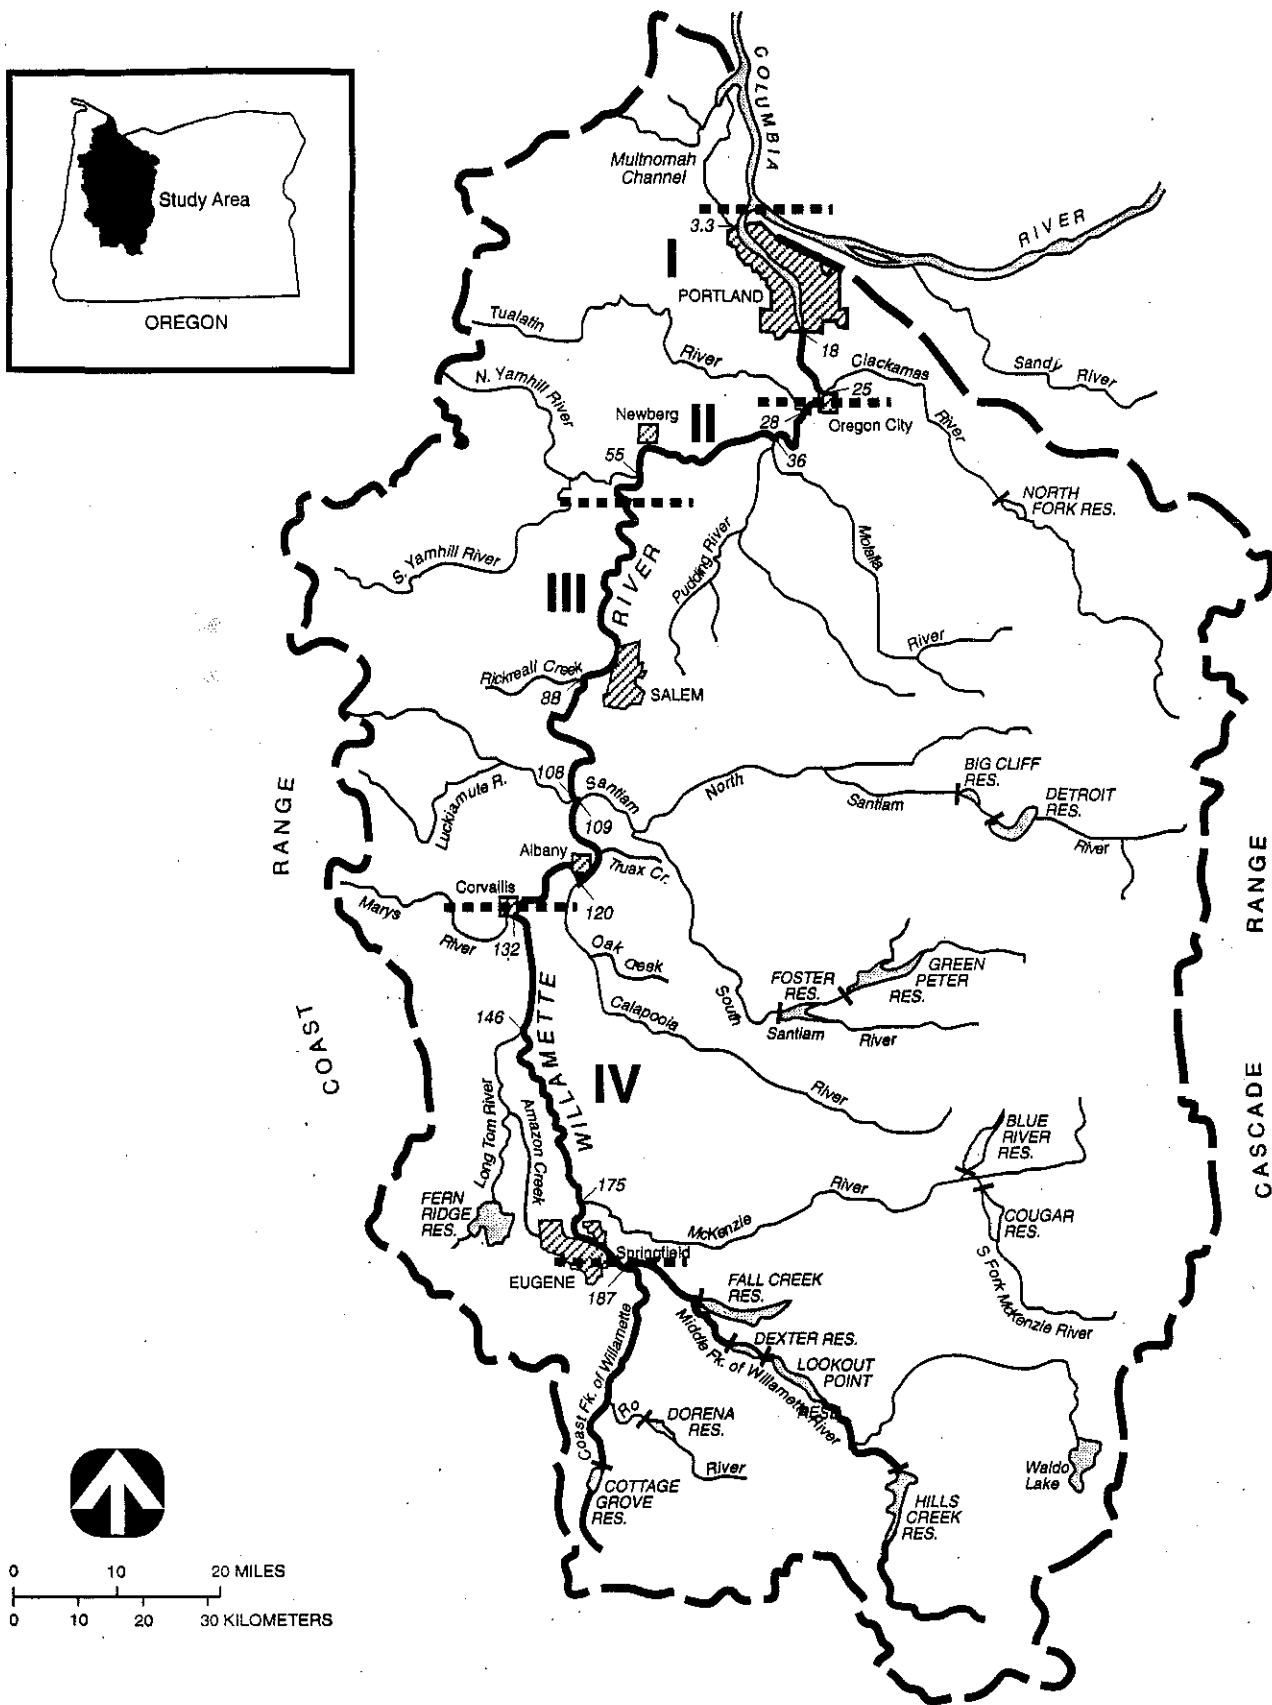 COLUMBIA
RIVER
Study Area
OREGON
Multnomah
Channel
3.3
I
PORTLAND
18
Tualatin
River
Clackamas
River
Sandy River
25
Oregon City
28
II
36
N. Yamhill River
Newberg
55
NORTH
FORK RES.
S. Yamhill River
III
RIVER
Pudding River
Molalla
River
Rickreall Creek
88
SALEM
108
Santiam
North
Santiam
River
BIG CLIFF
RES.
DETROIT
RES.
Luckiamute R.
109
Albany
Truax Cr.
RANGE
RANGE
Corvallis
Marys
River
132
120
Oak
Creek
WILLAMETTE
South
Santiam
River
FOSTER
RES.
GREEN
PETER
RES.
Calapooia
River
146
COAST
IV
CASCADE
Long Tom River
Amazon Creek
BLUE
RIVER
RES.
175
River
McKenzie
FERN
RIDGE
RES.
COUGAR
RES.
S Fork McKenzie River
Springfield
EUGENE
187
FALL CREEK
RES.
DEXTER RES.
LOOKOUT
POINT
RES.
Middle Fk. of Willamette River
Coast Fk. of Willamette
Ro
River
DORENA
RES.
COTTAGE
GROVE
RES.
HILLS
CREEK
RES.
Waldo
Lake
0 10 20 MILES
0 10 20 30 KILOMETERS